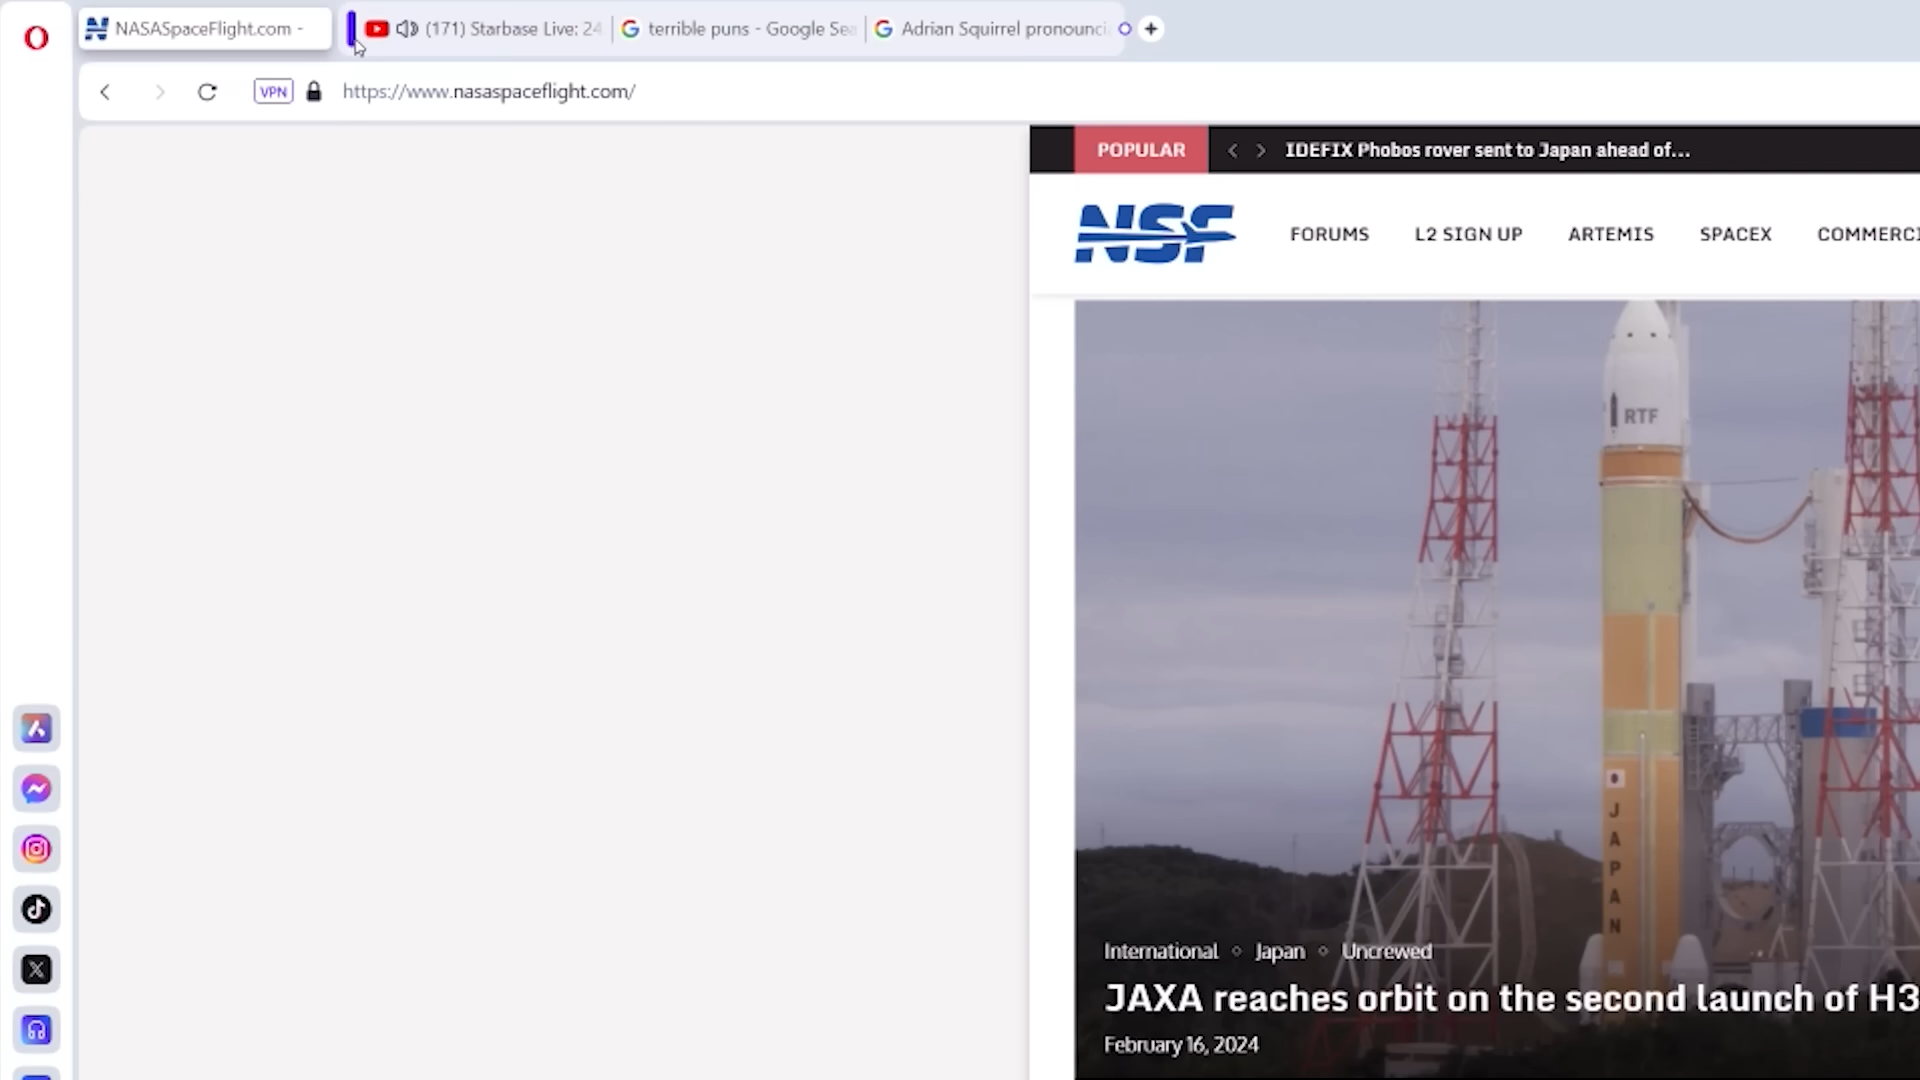 NASASpaceFlight.com -
(171) Starbase Live: 24
terrible puns - Google Sea
Adrian Squirrel pronounci
VPN
https://www.nasaspaceflight.com/
POPULAR
IDEFIX Phobos rover sent to Japan ahead of...
NSF
FORUMS
L2 SIGN UP
ARTEMIS
SPACEX
COMMERCI
RTF
JAPAN
International ◇ Japan ◇ Uncrewed
JAXA reaches orbit on the second launch of H3
February 16, 2024